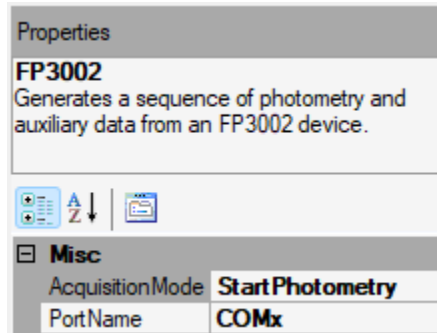 Properties
FP3002
Generates a sequence of photometry and
auxiliary data from an FP3002 device.
A
Z
Misc
AcquisitionMode StartPhotometry
PortName COMx